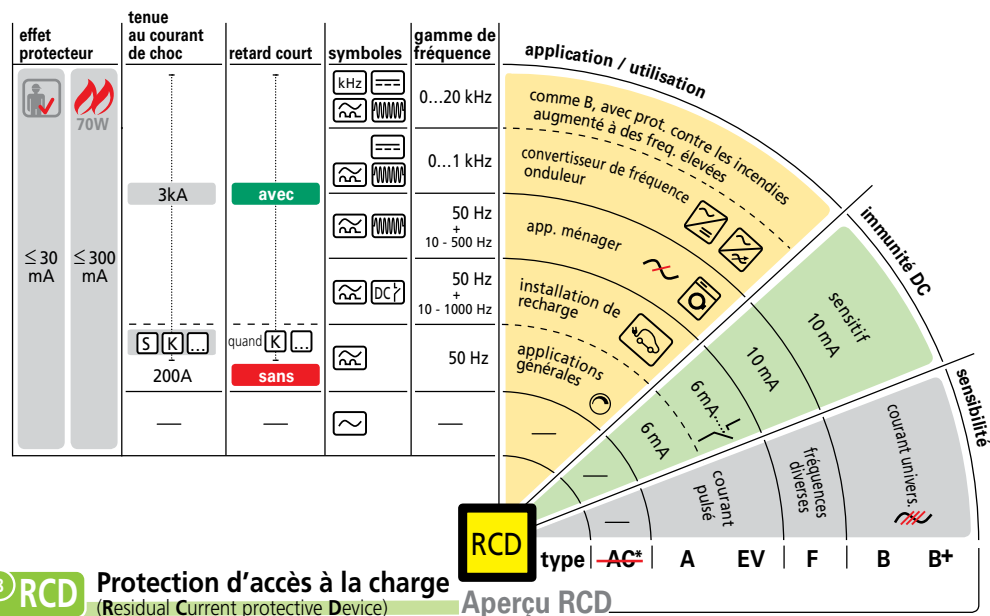 effet
protecteur
tenue
au courant
de choc
retard court
symboles
gamme de
fréquence
application / utilisation
70W
≤ 30
mA
≤ 300
mA
3kA
S K ...
200A
—
avec
quand K ...
sans
—
kHz
0...20 kHz
0...1 kHz
50 Hz
+
10 - 500 Hz
DC
50 Hz
+
10 - 1000 Hz
50 Hz
—
comme B, avec prot. contre les incendies
augmenté à des freq. élevées
convertisseur de fréquence
onduleur
app. ménager
installation de
recharge
applications
générales
—
immunité DC
sensitif
10 mA
10 mA
6 mA
6 mA
—
sensibilité
courant univers.
fréquences
diverses
courant
pulsé
—
RCD
type AC* A EV F B B+
RCD Protection d'accès à la charge
(Residual Current protective Device)
Aperçu RCD